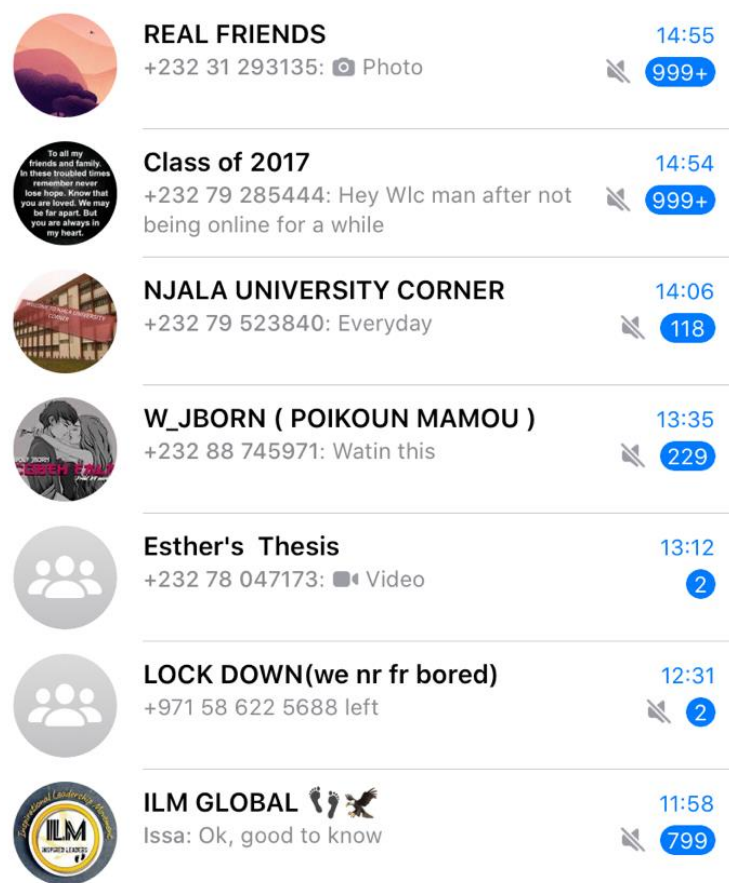 REAL FRIENDS
14:55
+232 31 293135: Photo
999+
To all my
friends and family.
In these troubled times
remember never
lose hope. Know that
you are loved. We may
be far apart. But
you are always in
my heart.
Class of 2017
14:54
+232 79 285444: Hey Wlc man after not
being online for a while
999+
NJALA UNIVERSITY CORNER
14:06
+232 79 523840: Everyday
118
W_JBORN ( POIKOUN MAMOU )
13:35
+232 88 745971: Watin this
229
Esther's Thesis
13:12
+232 78 047173: Video
2
LOCK DOWN(we nr fr bored)
12:31
+971 58 622 5688 left
2
ILM GLOBAL 👣🦅
11:58
Issa: Ok, good to know
799
Inspirational Leadership
ILM
INSPIRED LEADERS